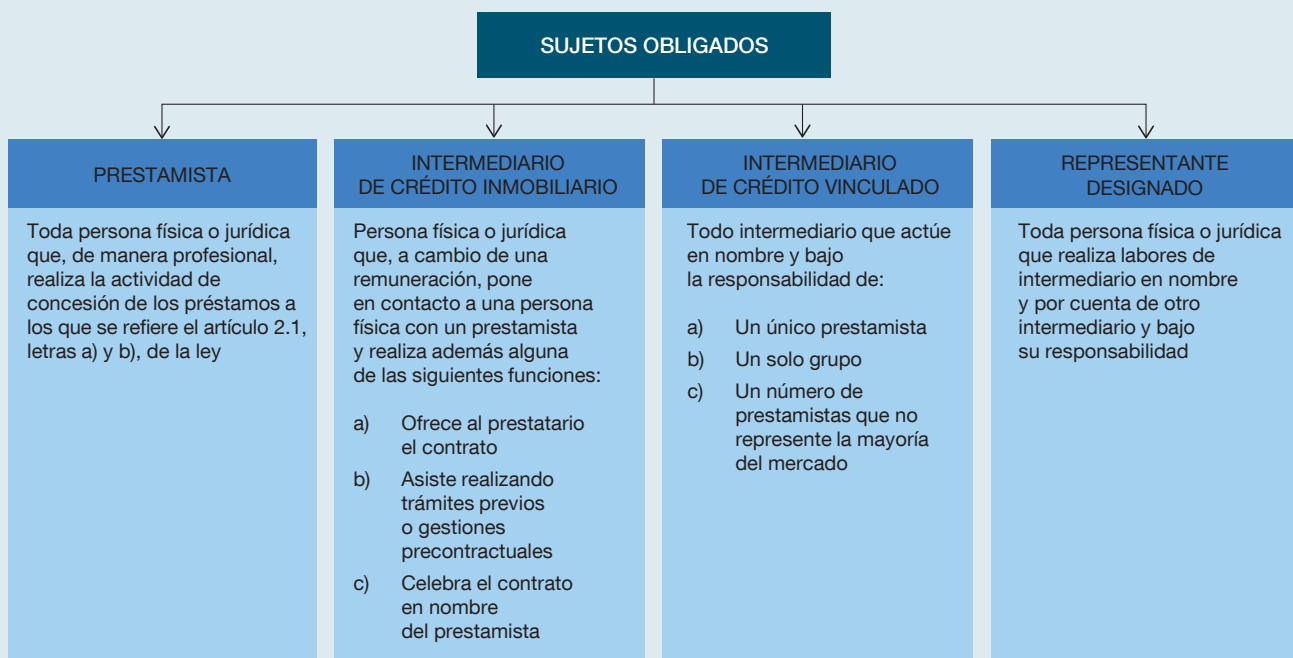 SUJETOS OBLIGADOS
PRESTAMISTA
Toda persona física o jurídica
que, de manera profesional,
realiza la actividad de
concesión de los préstamos a
los que se refiere el artículo 2.1,
letras a) y b), de la ley
INTERMEDIARIO
DE CRÉDITO INMOBILIARIO
Persona física o jurídica
que, a cambio de una
remuneración, pone
en contacto a una persona
física con un prestamista
y realiza además alguna
de las siguientes funciones:
a) Ofrece al prestatario
el contrato
b) Asiste realizando
trámites previos
o gestiones
precontractuales
c) Celebra el contrato
en nombre
del prestamista
INTERMEDIARIO
DE CRÉDITO VINCULADO
Todo intermediario que actúe
en nombre y bajo
la responsabilidad de:
a) Un único prestamista
b) Un solo grupo
c) Un número de
prestamistas que no
represente la mayoría
del mercado
REPRESENTANTE
DESIGNADO
Toda persona física o jurídica
que realiza labores de
intermediario en nombre
y por cuenta de otro
intermediario y bajo
su responsabilidad